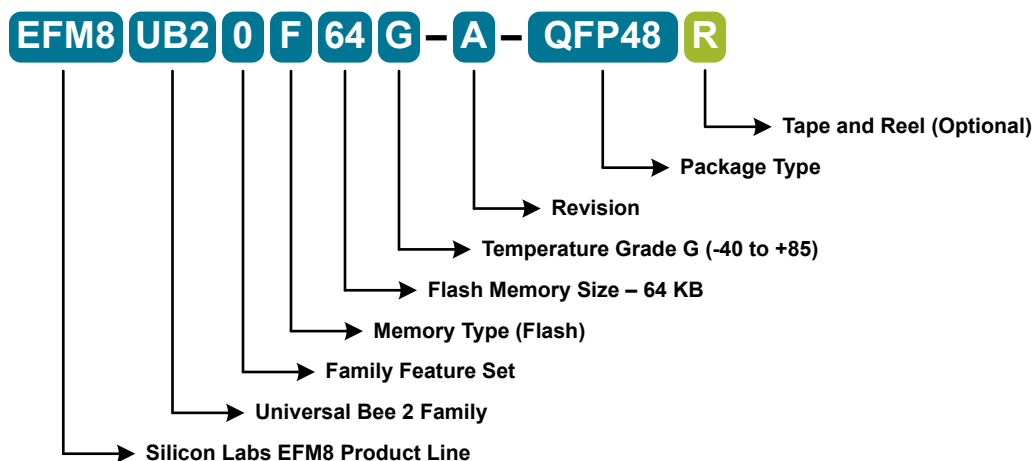 EFM8 UB2 0 F 64 G – A – QFP48 R
Tape and Reel (Optional)
Package Type
Revision
Temperature Grade G (-40 to +85)
Flash Memory Size – 64 KB
Memory Type (Flash)
Family Feature Set
Universal Bee 2 Family
Silicon Labs EFM8 Product Line